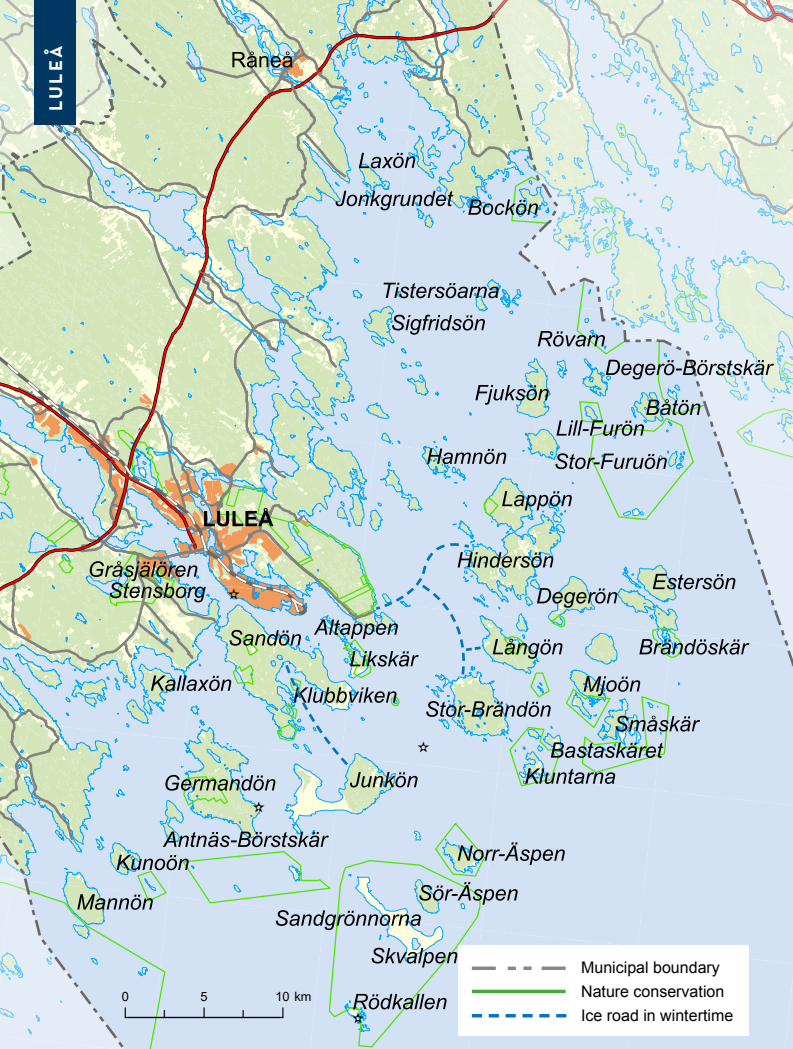 LULEÅ
Råneå
Laxön
Jonkgrundet
Bockön
Tistersöarna
Sigfridsön
Rövarn
Degerö-Börstskär
Fjuksön
Båtön
Lill-Furön
Stor-Furuön
Hamnön
Lappön
LULEÅ
Hindersön
Gråsjälören
Stensborg
Degerön
Estersön
Altappen
Sandön
Långön
Brändöskär
Likskär
Kallaxön
Klubbviken
Mjoön
Stor-Brändön
Småskär
Bastaskäret
Kluntarna
Germandön
Junkön
Antnäs-Börstskär
Kunoön
Norr-Äspen
Mannön
Sör-Äspen
Sandgrönnorna
Skvalpen
Rödkallen
0 5 10 km
Municipal boundary
Nature conservation
Ice road in wintertime